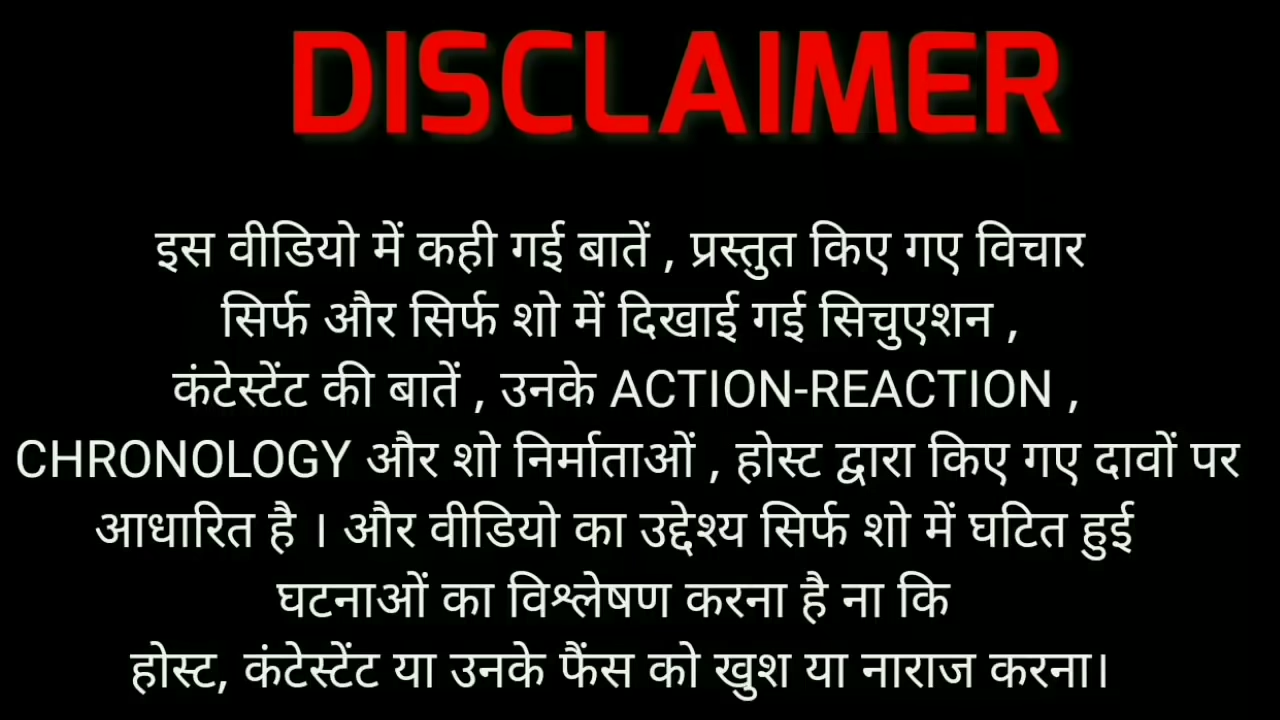 DISCLAIMER
इस वीडियो में कही गई बातें , प्रस्तुत किए गए विचार
सिर्फ और सिर्फ शो में दिखाई गई सिचुएशन ,
कंटेस्टेंट की बातें , उनके ACTION-REACTION ,
CHRONOLOGY और शो निर्माताओं , होस्ट द्वारा किए गए दावों पर
आधारित है । और वीडियो का उद्देश्य सिर्फ शो में घटित हुई
घटनाओं का विश्लेषण करना है ना कि
होस्ट, कंटेस्टेंट या उनके फैंस को खुश या नाराज करना।